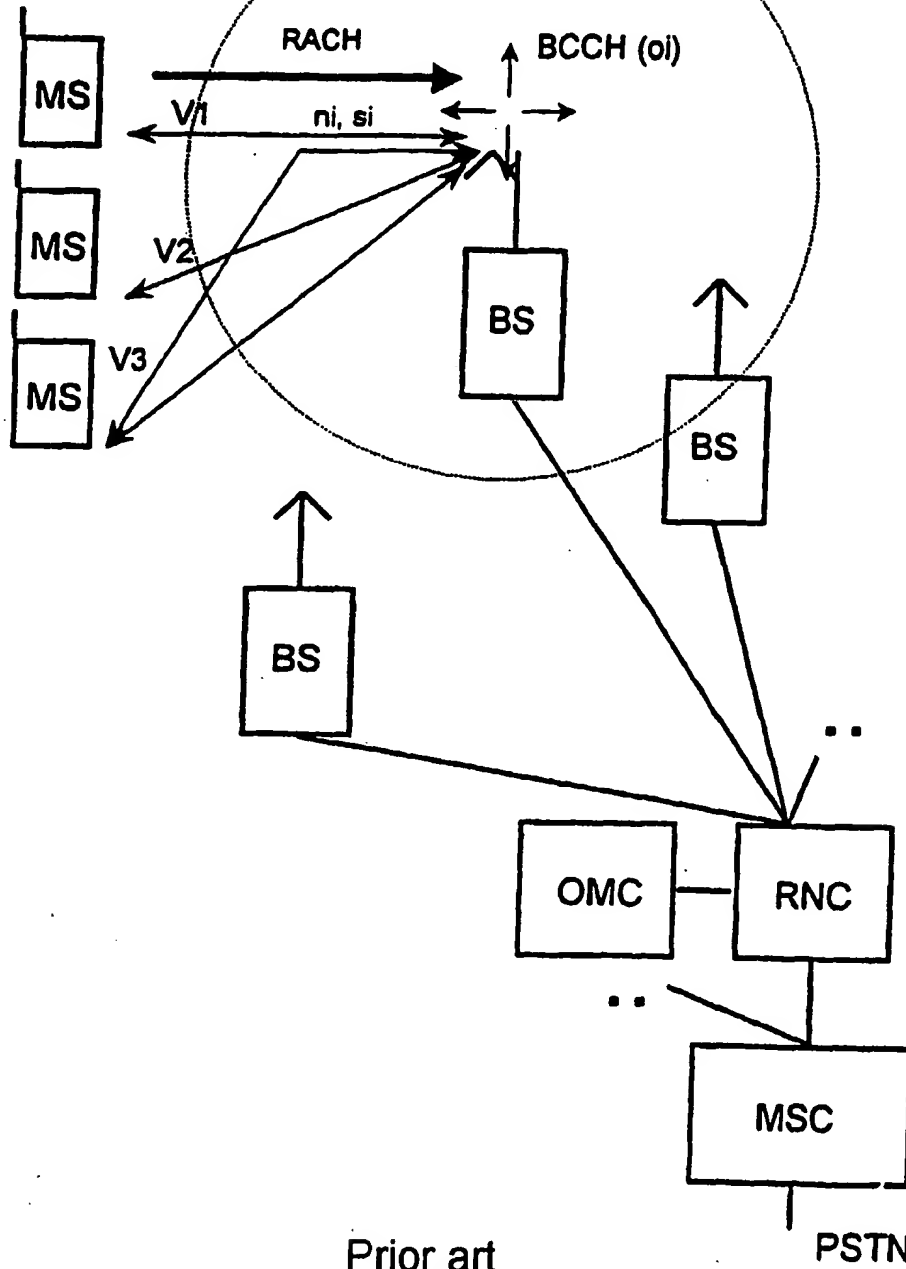 RACH
BCCH (oi)
MS
V1
ni, si
MS
V2
V3
MS
BS
BS
BS
OMC
RNC
MSC
PSTN
Prior art